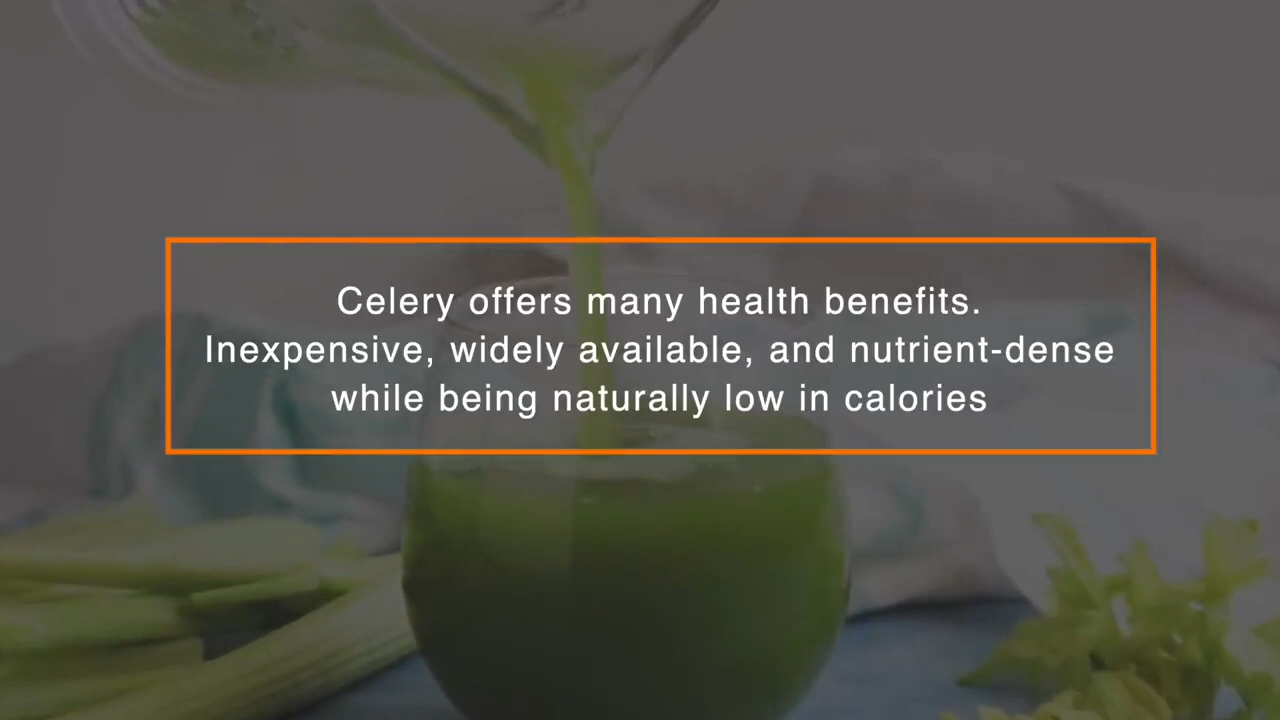 Celery offers many health benefits.
Inexpensive, widely available, and nutrient-dense
while being naturally low in calories